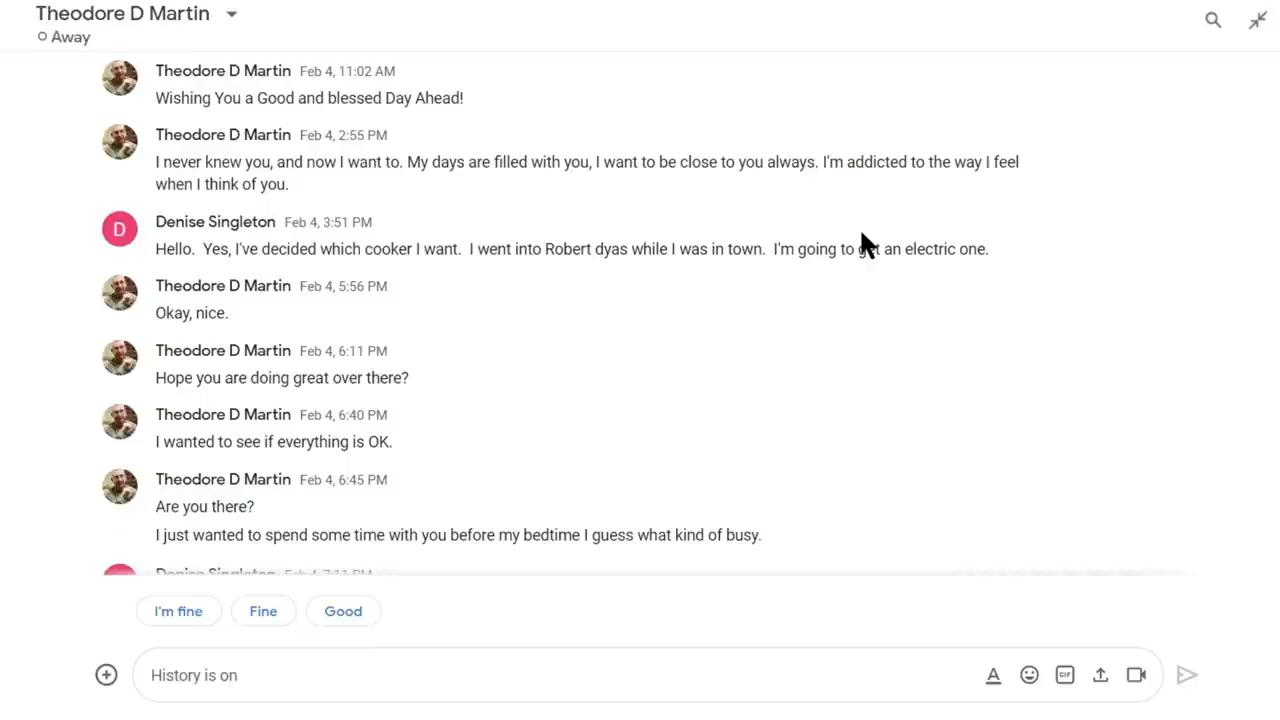 Theodore D Martin
Away
Theodore D Martin Feb 4, 11:02 AM
Wishing You a Good and blessed Day Ahead!
Theodore D Martin Feb 4, 2:55 PM
I never knew you, and now I want to. My days are filled with you, I want to be close to you always. I'm addicted to the way I feel
when I think of you.
D
Denise Singleton Feb 4, 3:51 PM
Hello. Yes, I've decided which cooker I want. I went into Robert dyas while I was in town. I'm going to get an electric one.
Theodore D Martin Feb 4, 5:56 PM
Okay, nice.
Theodore D Martin Feb 4, 6:11 PM
Hope you are doing great over there?
Theodore D Martin Feb 4, 6:40 PM
I wanted to see if everything is OK.
Theodore D Martin Feb 4, 6:45 PM
Are you there?
I just wanted to spend some time with you before my bedtime I guess what kind of busy.
Denise Singleton Feb 4, 7:11 PM
I'm fine
Fine
Good
History is on
A
GIF